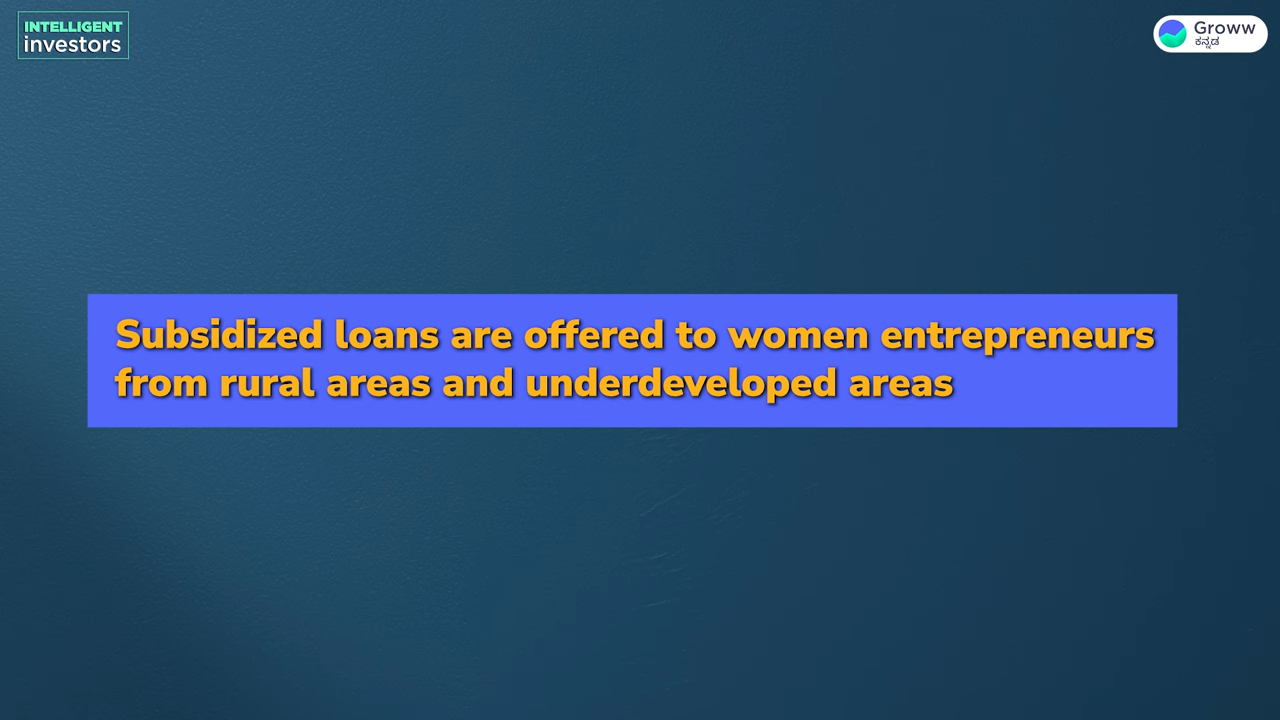 INTELLIGENT
investors
Groww
ಕನ್ನಡ
Subsidized loans are offered to women entrepreneurs
from rural areas and underdeveloped areas